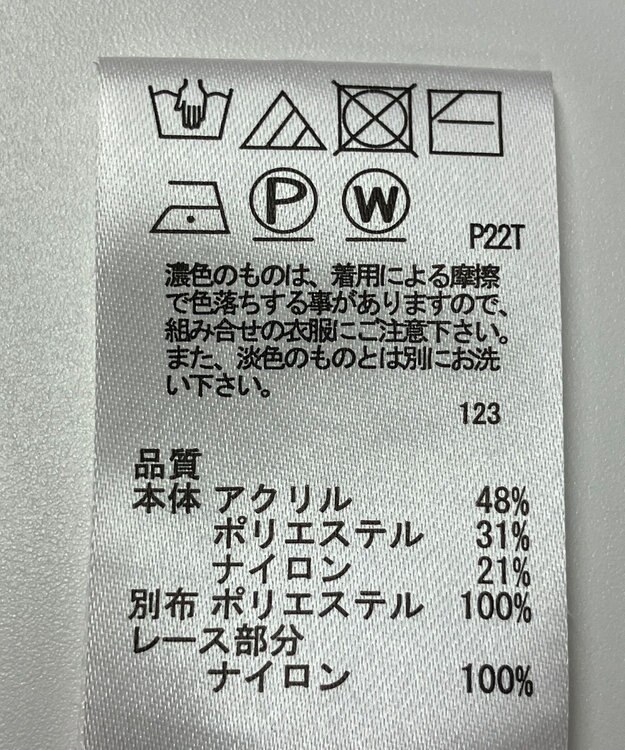 P W
P22T
濃色のものは、着用による摩擦
で色落ちする事がありますので、
組み合せの衣服にご注意下さい。
また、淡色のものとは別にお洗
い下さい。
123
品質
本体 アクリル 48%
ポリエステル 31%
ナイロン 21%
別布 ポリエステル 100%
レース部分
ナイロン 100%